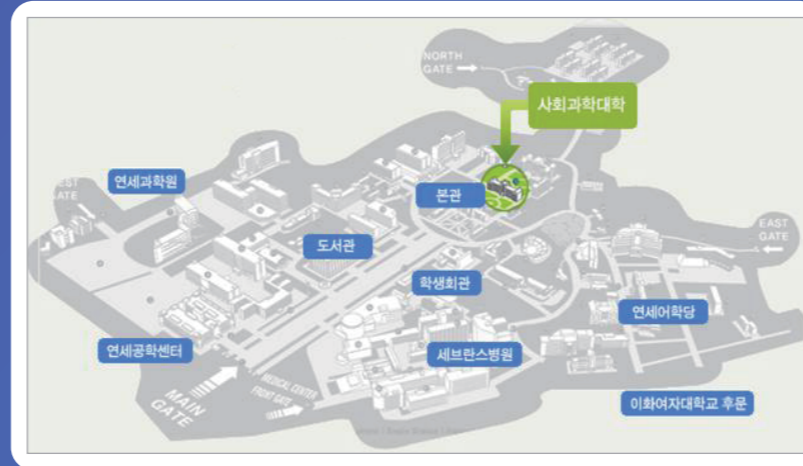 NORTH
GATE
사회과학대학
연세과학원
본관
EAST
GATE
도서관
학생회관
연세어학당
연세공학센터
세브란스병원
MAIN
GATE
MEDICAL CENTER
FRONT GATE
이화여자대학교 후문